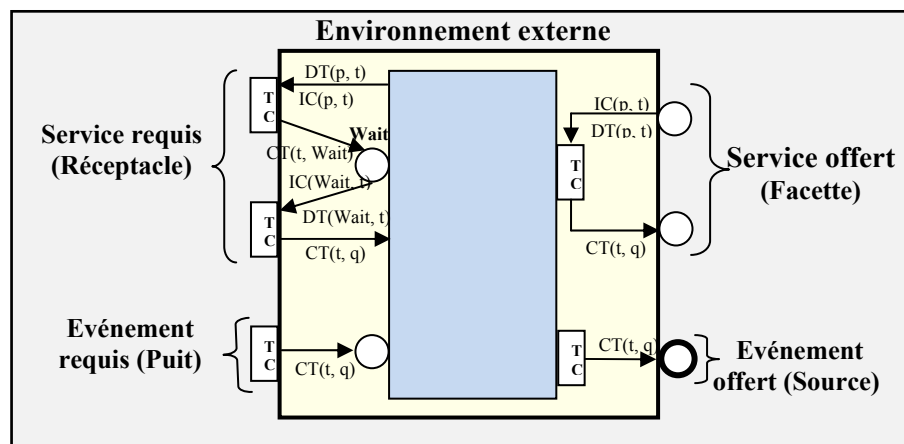 Environnement externe
DT(p, t)
T
C
IC(p, t)
Wait
CT(t, Wait)
IC(Wait, t)
Service requis
(Réceptacle)
T
C
DT(Wait, t)
CT(t, q)
IC(p, t)
DT(p, t)
T
C
CT(t, q)
Service offert
(Facette)
Evénement
requis (Puit)
T
C
CT(t, q)
T
C
CT(t, q)
Evénement
offert (Source)